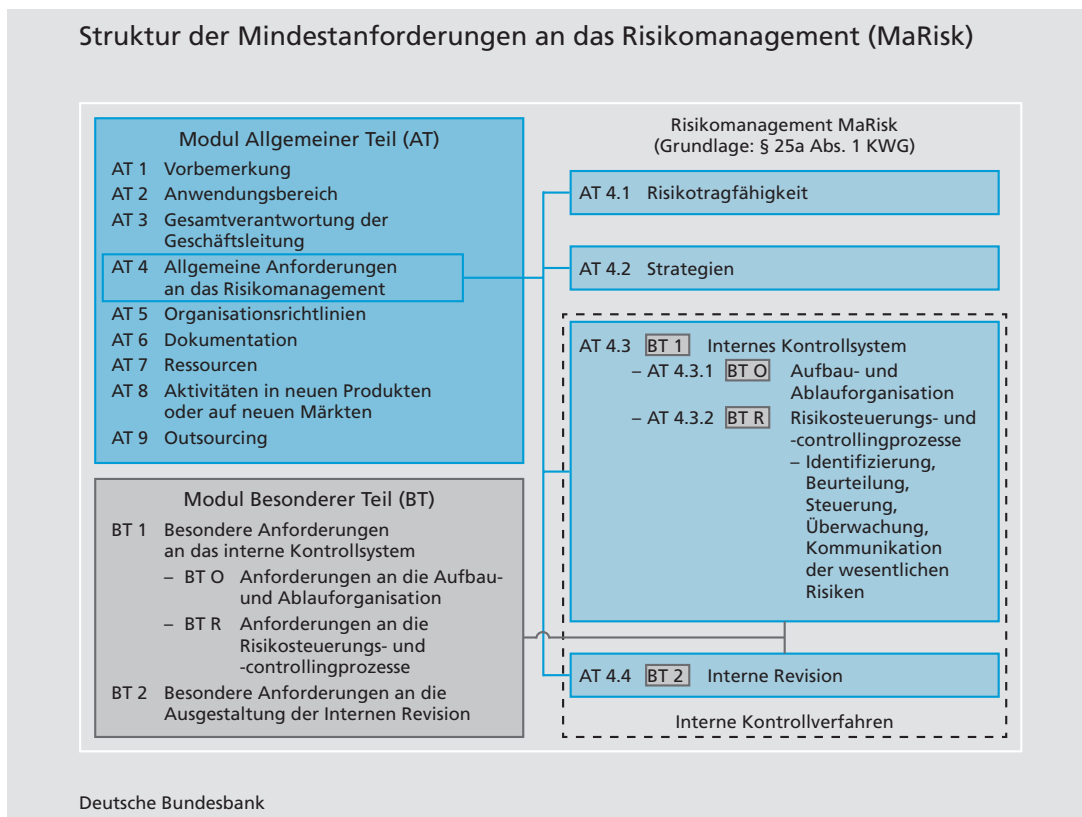 Struktur der Mindestanforderungen an das Risikomanagement (MaRisk)
Modul Allgemeiner Teil (AT)
AT 1 Vorbemerkung
AT 2 Anwendungsbereich
AT 3 Gesamtverantwortung der
Geschäftsleitung
AT 4 Allgemeine Anforderungen
an das Risikomanagement
AT 5 Organisationsrichtlinien
AT 6 Dokumentation
AT 7 Ressourcen
AT 8 Aktivitäten in neuen Produkten
oder auf neuen Märkten
AT 9 Outsourcing
Modul Besonderer Teil (BT)
BT 1 Besondere Anforderungen
an das interne Kontrollsystem
– BT O Anforderungen an die Aufbau-
und Ablauforganisation
– BT R Anforderungen an die
Risikosteuerungs- und
-controllingprozesse
BT 2 Besondere Anforderungen an die
Ausgestaltung der Internen Revision
Risikomanagement MaRisk
(Grundlage: § 25a Abs. 1 KWG)
AT 4.1 Risikotragfähigkeit
AT 4.2 Strategien
AT 4.3 BT 1 Internes Kontrollsystem
– AT 4.3.1 BT O Aufbau- und
Ablauforganisation
– AT 4.3.2 BT R Risikosteuerungs- und
-controllingprozesse
– Identifizierung,
Beurteilung,
Steuerung,
Überwachung,
Kommunikation
der wesentlichen
Risiken
AT 4.4 BT 2 Interne Revision
Interne Kontrollverfahren
Deutsche Bundesbank